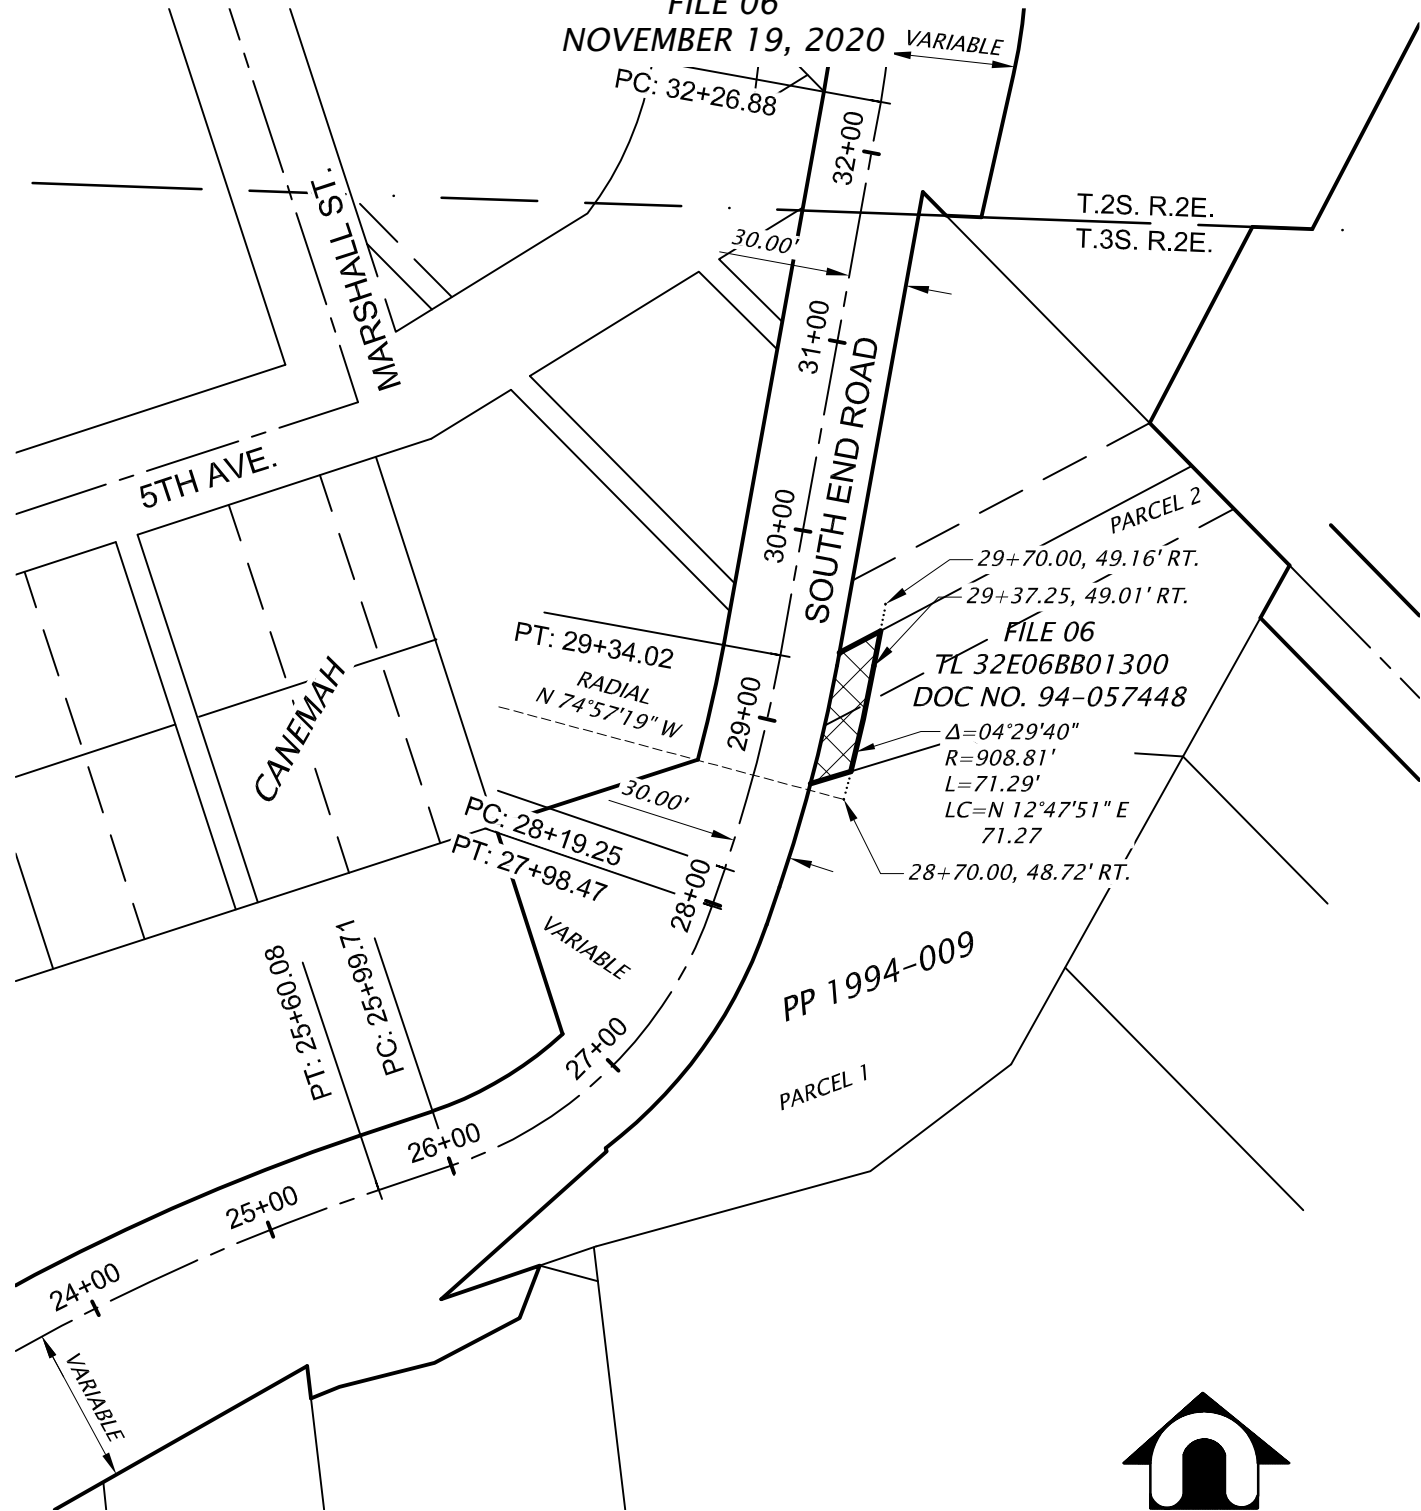 FILE 06
NOVEMBER 19, 2020
VARIABLE
PC: 32+26.88
32+00
MARSHALL ST.
T.2S. R.2E.
T.3S. R.2E.
30.00'
31+00
SOUTH END ROAD
5TH AVE.
30+00
PARCEL 2
29+70.00, 49.16' RT.
29+37.25, 49.01' RT.
PT: 29+34.02
RADIAL
N 74°57'19" W
FILE 06
TL 32E06BB01300
DOC NO. 94-057448
CANEMAH
29+00
Δ=04°29'40"
R=908.81'
L=71.29'
LC=N 12°47'51" E
71.27
30.00'
PC: 28+19.25
PT: 27+98.47
28+00
28+70.00, 48.72' RT.
VARIABLE
PT: 25+60.08
PC: 25+99.71
PP 1994-009
27+00
PARCEL 1
26+00
25+00
24+00
VARIABLE